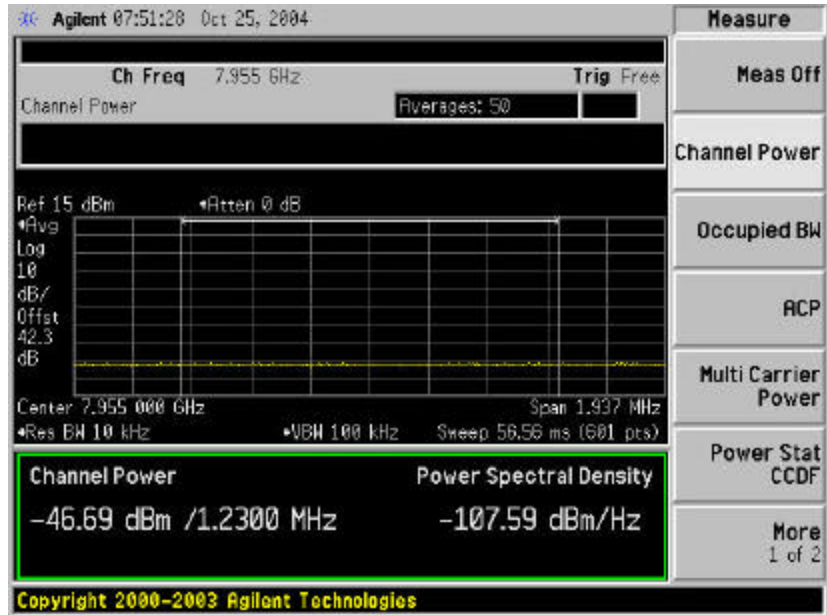 Agilent 07:51:28 Oct 25, 2004
Measure
Ch Freq 7.955 GHz Trig Free
Channel Power Averages: 50
Meas Off
Channel Power
Occupied BW
ACP
Multi Carrier
Power
Power Stat
CCDF
More
1 of 2
Ref 15 dBm Atten 0 dB
Avg
Log
10
dB/
Offst
42.3
dB
Center 7.955 000 GHz Span 1.937 MHz
Res BW 10 kHz VBW 100 kHz Sweep 56.56 ms (601 pts)
Channel Power Power Spectral Density
-46.69 dBm /1.2300 MHz -107.59 dBm/Hz
Copyright 2000-2003 Agilent Technologies